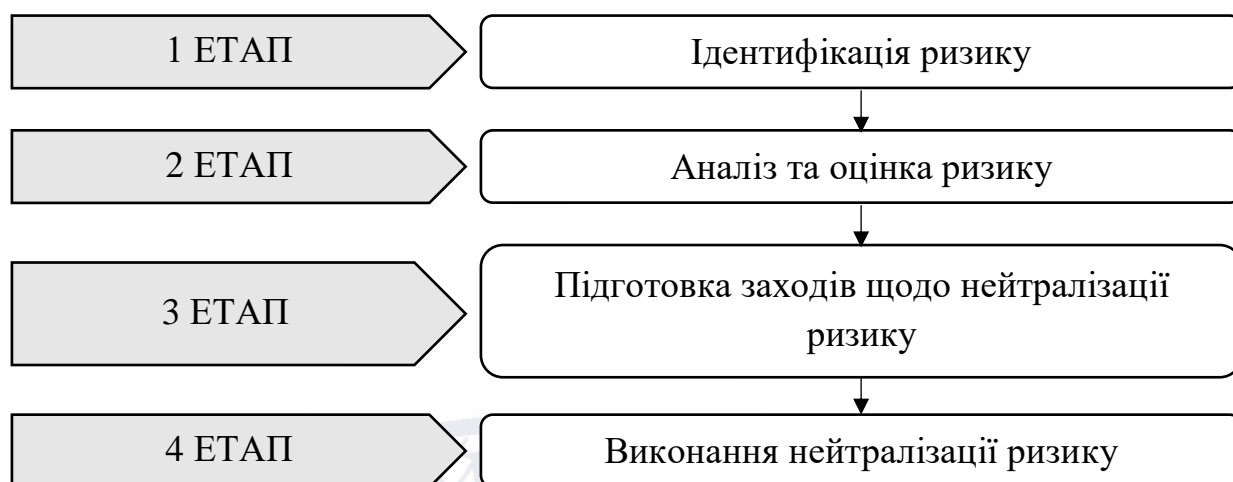 1 ЕТАП
Ідентифікація ризику
2 ЕТАП
Аналіз та оцінка ризику
3 ЕТАП
Підготовка заходів щодо нейтралізації
ризику
4 ЕТАП
Виконання нейтралізації ризику